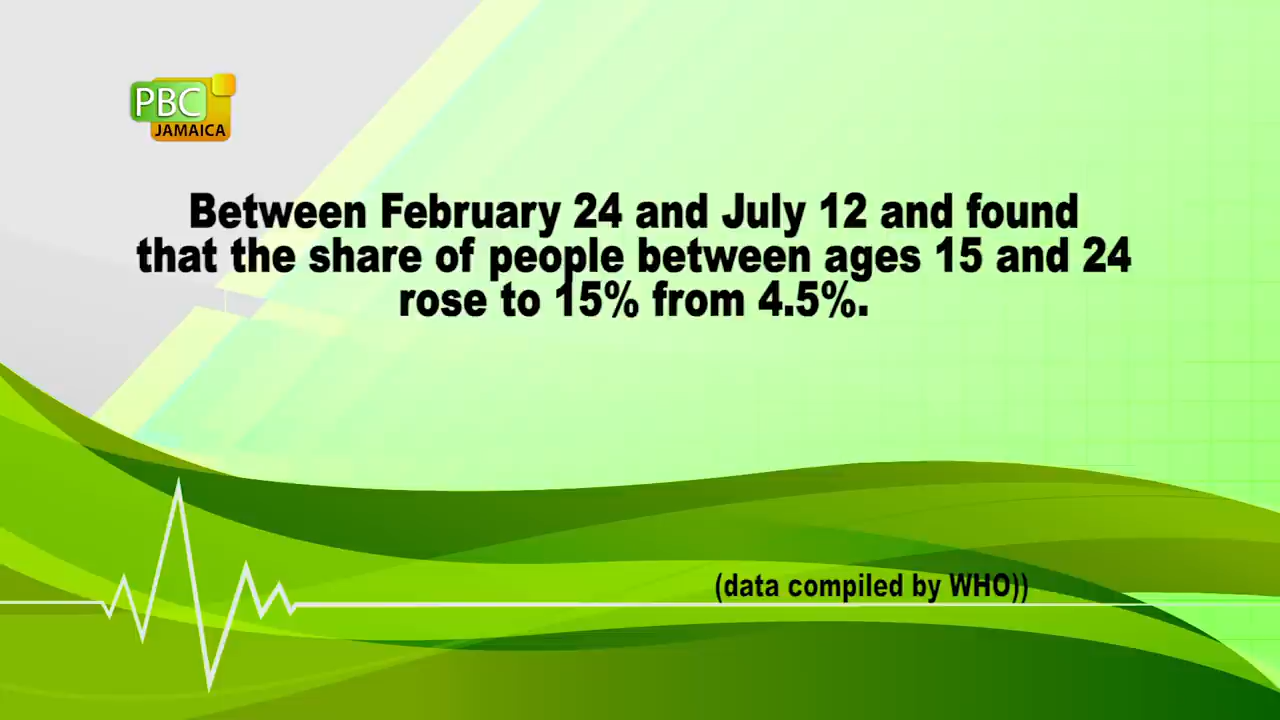 PBC
JAMAICA
Between February 24 and July 12 and found
that the share of people between ages 15 and 24
rose to 15% from 4.5%.
(data compiled by WHO))